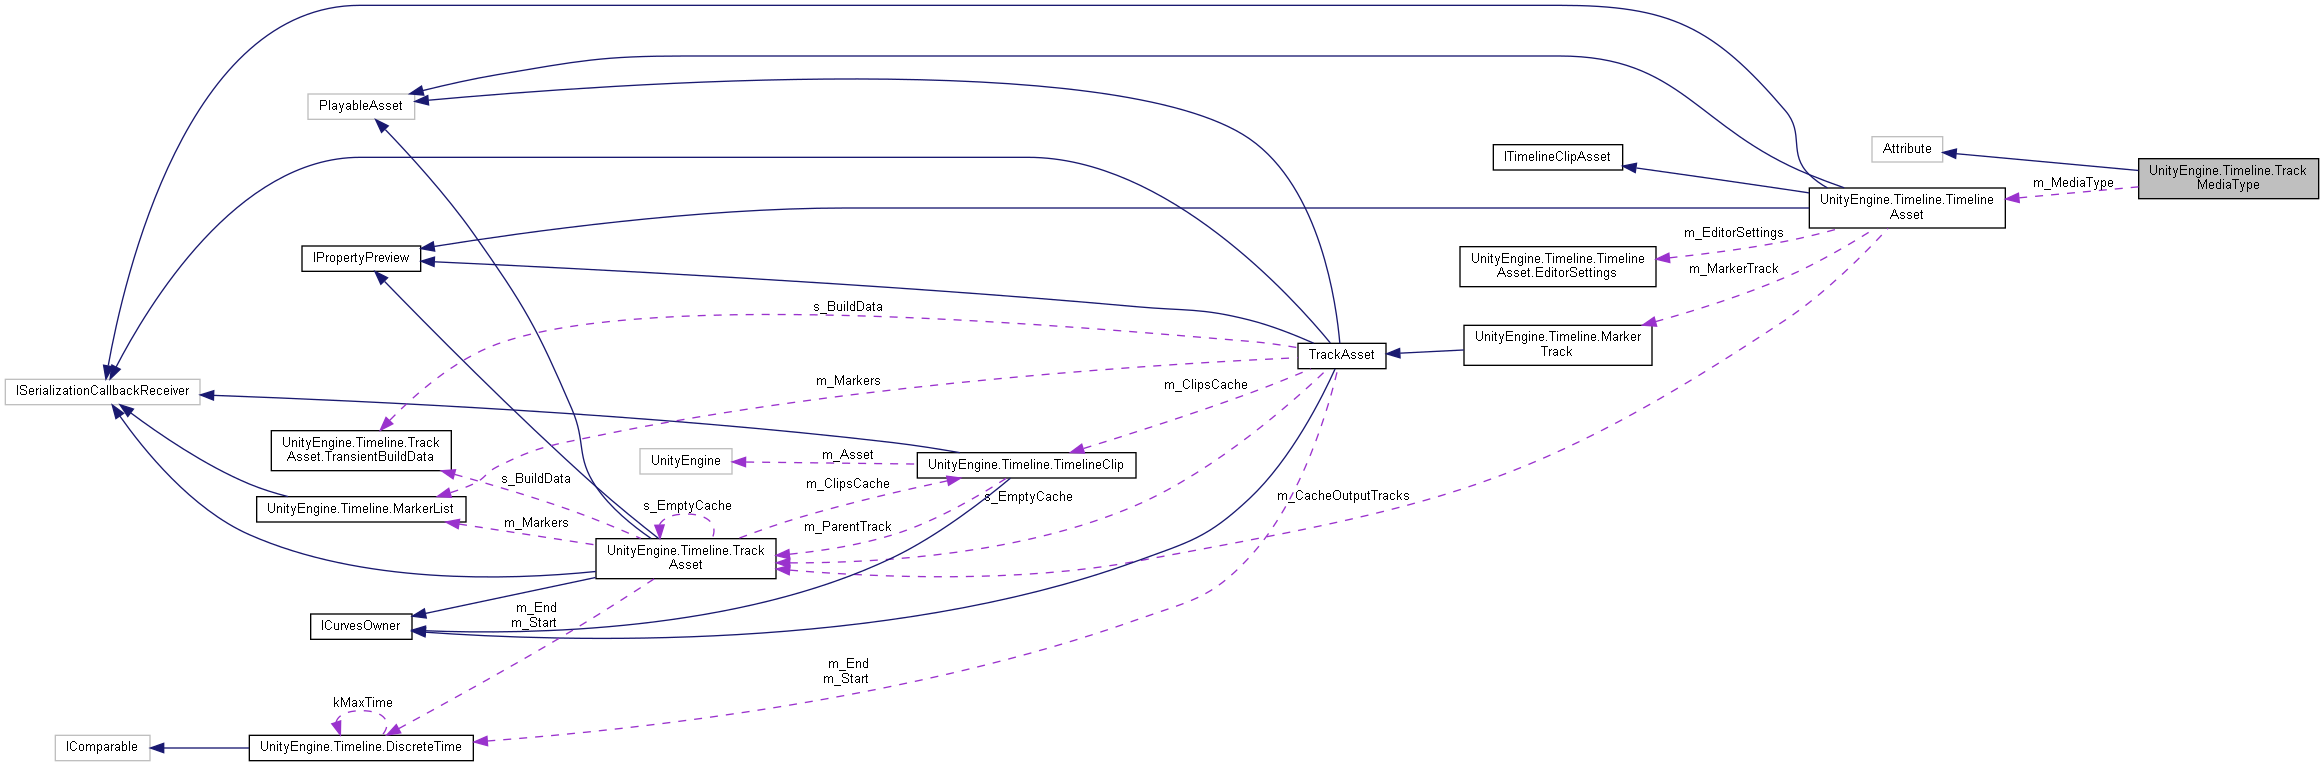 PlayableAsset
ITimelineClipAsset
Attribute
UnityEngine.Timeline.Track
MediaType
m_MediaType
UnityEngine.Timeline.Timeline
Asset
m_EditorSettings
IPropertyPreview
UnityEngine.Timeline.Timeline
Asset.EditorSettings
m_MarkerTrack
s_BuildData
UnityEngine.Timeline.Marker
Track
TrackAsset
m_Markers
m_ClipsCache
ISerializationCallbackReceiver
UnityEngine.Timeline.Track
Asset.TransientBuildData
UnityEngine
m_Asset
UnityEngine.Timeline.TimelineClip
s_BuildData
m_ClipsCache
s_EmptyCache
m_CacheOutputTracks
UnityEngine.Timeline.MarkerList
s_EmptyCache
m_Markers
m_ParentTrack
UnityEngine.Timeline.Track
Asset
m_End
m_Start
ICurvesOwner
m_End
m_Start
kMaxTime
IComparable
UnityEngine.Timeline.DiscreteTime